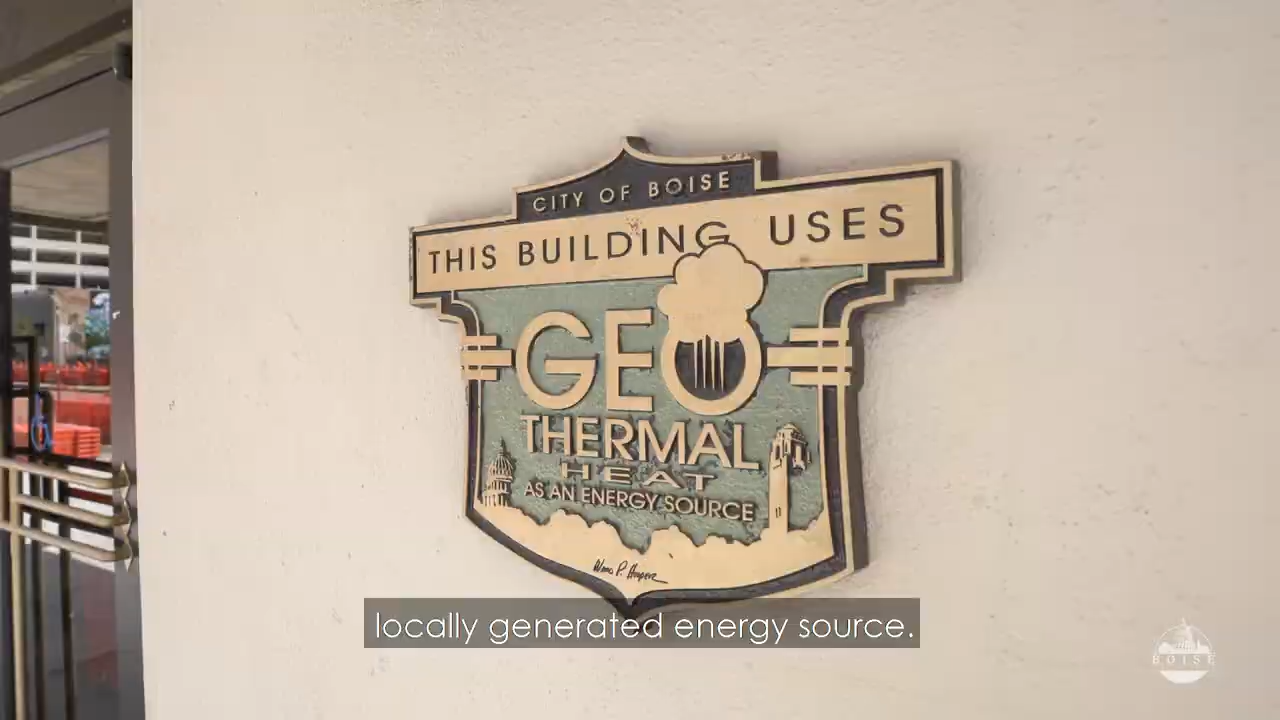 CITY OF BOISE
THIS BUILDING USES
GEO
THERMAL
HEAT
AS AN ENERGY SOURCE
locally generated energy source.
BOISE